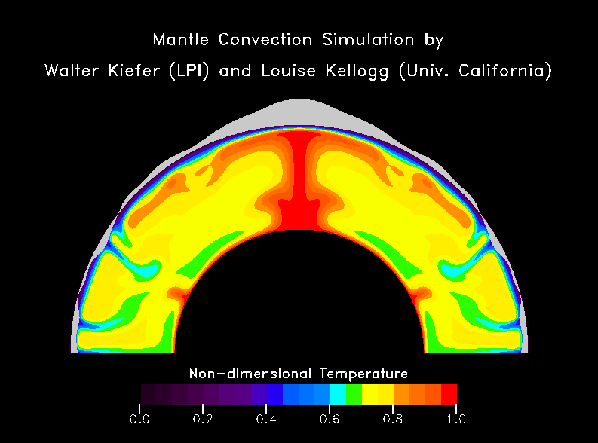 Mantle Convection Simulation by
Walter Kiefer (LPI) and Louise Kellogg (Univ. California)
Non-dimensional Temperature
0.0 0.2 0.4 0.6 0.8 1.0